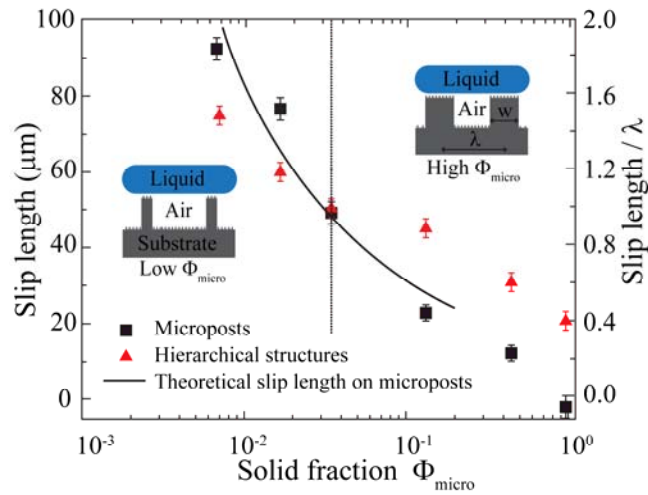 100
80
60
40
20
0
Slip length (μm)
2.0
1.6
1.2
0.8
0.4
0.0
Slip length / λ
Liquid
Air
w
λ
High Φmicro
Liquid
Air
Substrate
Low Φmicro
Microposts
Hierarchical structures
Theoretical slip length on microposts
10⁻³ 10⁻² 10⁻¹ 10⁰
Solid fraction Φmicro